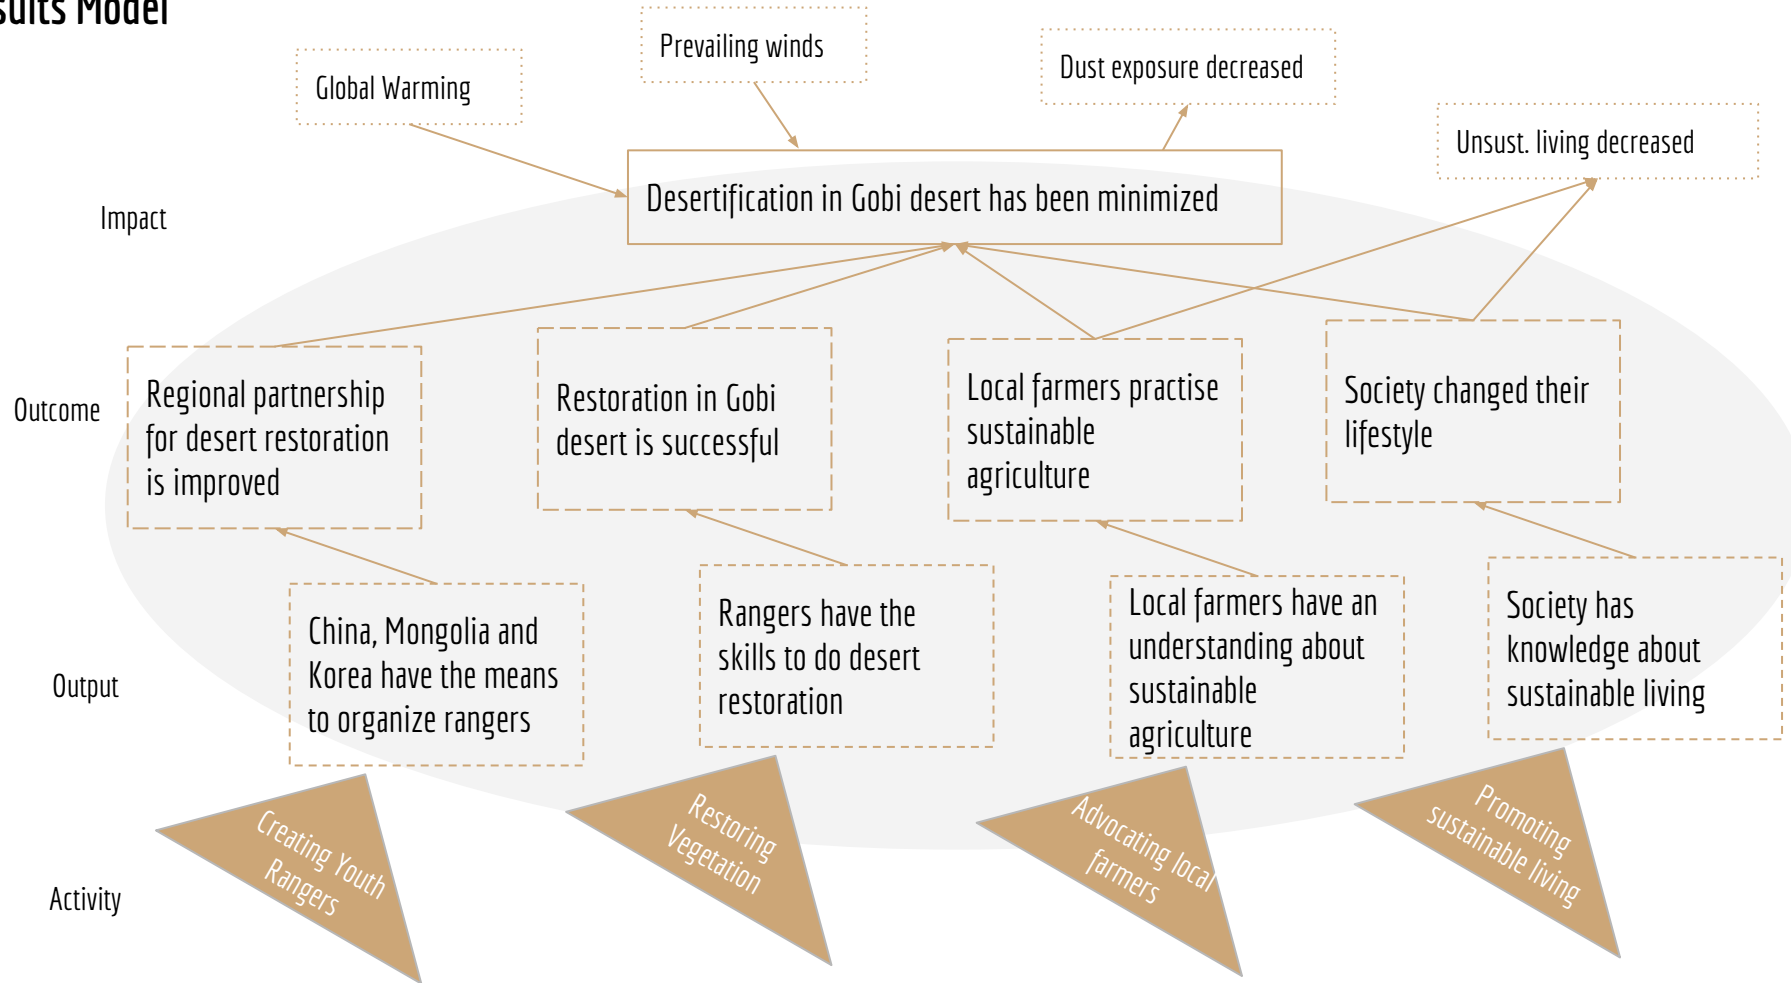 Model
Prevailing winds
Dust exposure decreased
Global Warming
Unsust. living decreased
Impact
Desertification in Gobi desert has been minimized
Outcome
Regional partnership
for desert restoration
is improved
Restoration in Gobi
desert is successful
Local farmers practise
sustainable
agriculture
Society changed their
lifestyle
Output
China, Mongolia and
Korea have the means
to organize rangers
Rangers have the
skills to do desert
restoration
Local farmers have an
understanding about
sustainable
agriculture
Society has
knowledge about
sustainable living
Activity
Creating Youth
Rangers
Restoring
Vegetation
Advocating local
farmers
Promoting
sustainable living